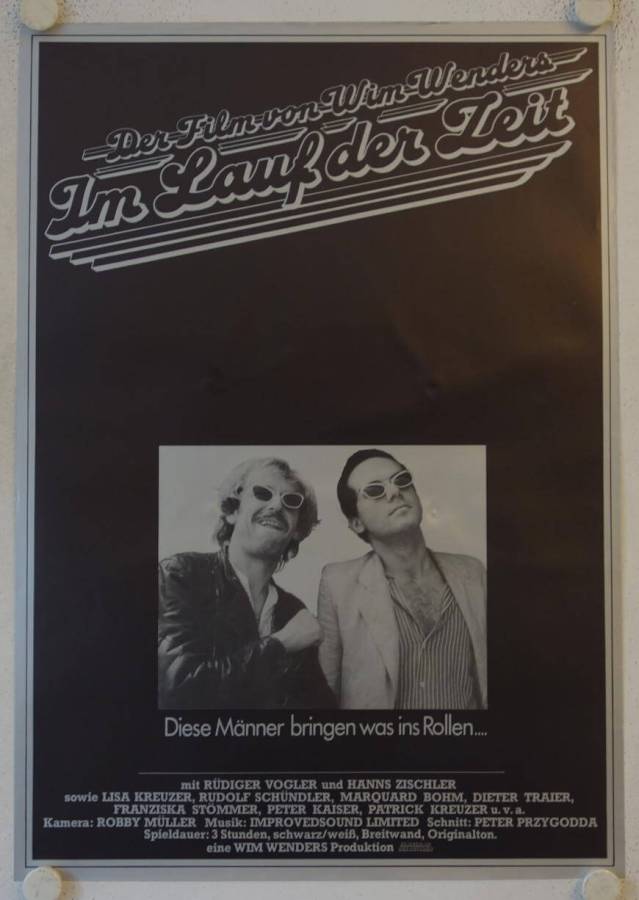 Der Film von Wim Wenders
Im Lauf der Zeit
Diese Männer bringen was ins Rollen....
mit RÜDIGER VOGLER und HANNS ZISCHLER
sowie LISA KREUZER, RUDOLF SCHÜNDLER, MARQUARD BOHM, DIETER TRAIER,
FRANZISKA STÖMMER, PETER KAISER, PATRICK KREUZER u.v.a.
Kamera: ROBBY MÜLLER Musik: IMPROVEDSOUND LIMITED Schnitt: PETER PRZYGODDA
Spieldauer: 3 Stunden, schwarz/weiß, Breitwand, Originalton.
eine WIM WENDERS Produktion